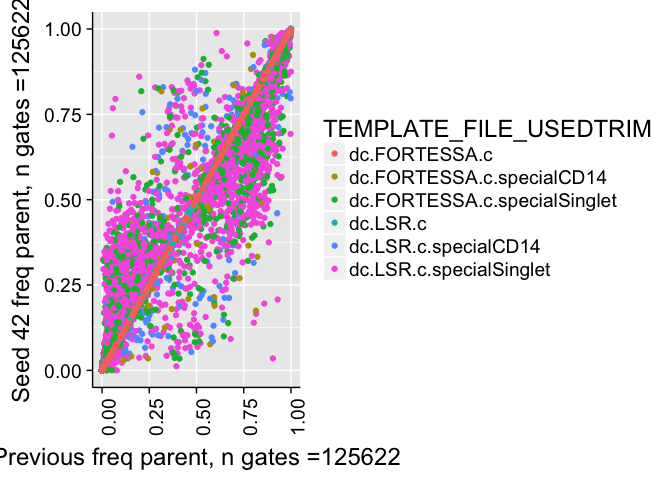 Seed 42 freq parent, n gates =125622
1.00
0.75
0.50
0.25
0.00
0.00
0.25
0.50
0.75
1.00
Previous freq parent, n gates =125622
TEMPLATE_FILE_USEDTRIM
dc.FORTESSA.c
dc.FORTESSA.c.specialCD14
dc.FORTESSA.c.specialSinglet
dc.LSR.c
dc.LSR.c.specialCD14
dc.LSR.c.specialSinglet